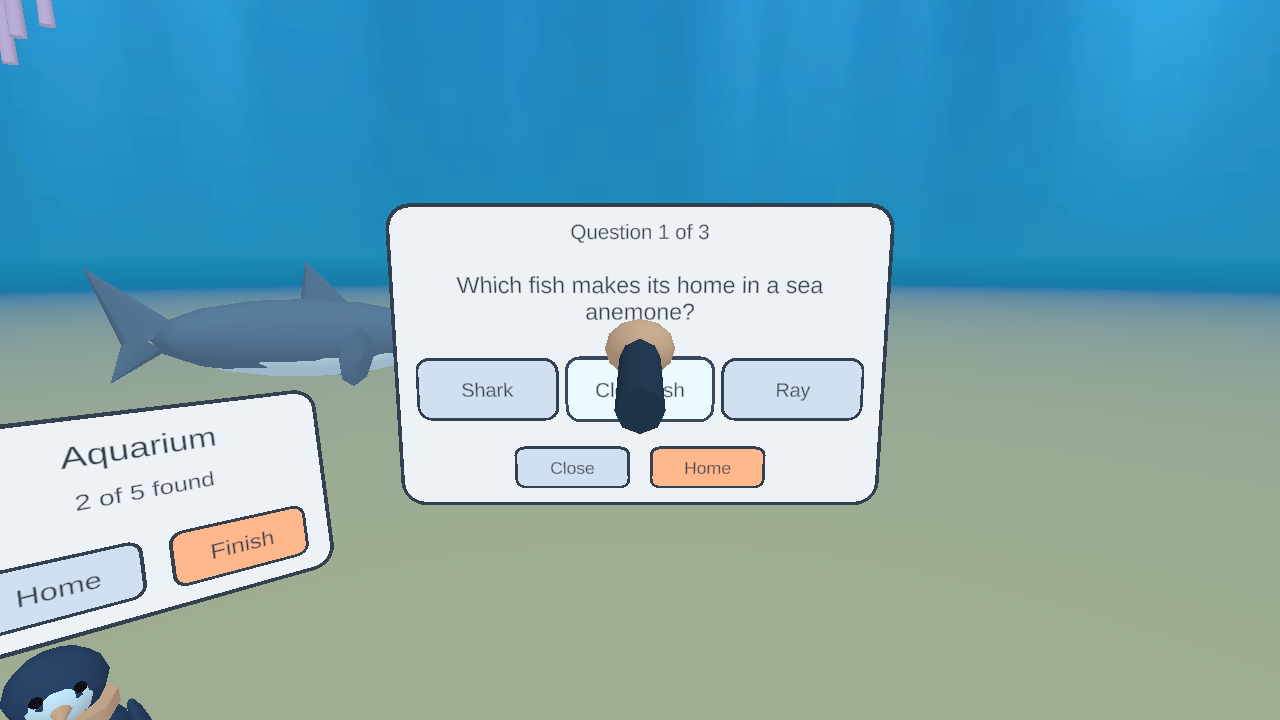 Question 1 of 3
Which fish makes its home in a sea
anemone?
Shark
Ray
Close
Home
Aquarium
2 of 5 found
Home
Finish